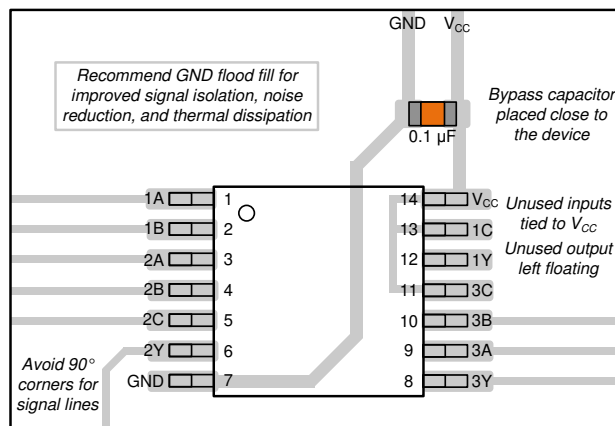 GND V_CC
Recommend GND flood fill for
improved signal isolation, noise
reduction, and thermal dissipation
Bypass capacitor
placed close to
the device
0.1 μF
1A 1 14 V_CC
Unused inputs
tied to V_CC
1B 2 13 1C
Unused output
left floating
2A 3 12 1Y
2B 4 11 3C
2C 5 10 3B
2Y 6 9 3A
GND 7 8 3Y
Avoid 90°
corners for
signal lines